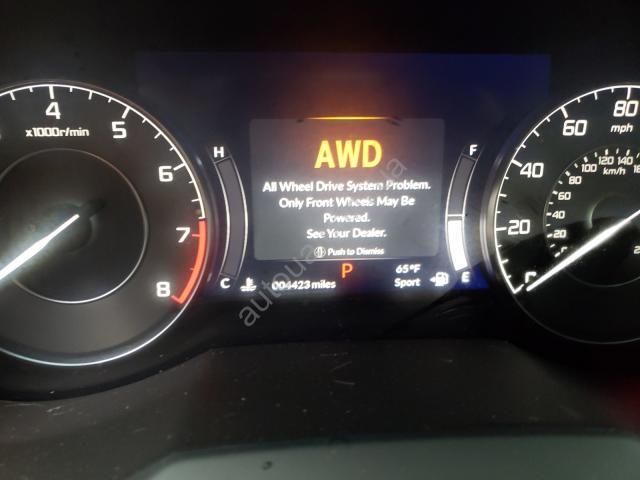 4
5
6
7
8
x1000r/min
H
C
AWD
All Wheel Drive System Problem.
Only Front Wheels May Be
Powered.
See Your Dealer.
Push to Dismiss
P
004423 miles
65°F
Sport
F
E
80
60
40
20
0
mph
120 140
100
80
60
40
20
km/h
autoua